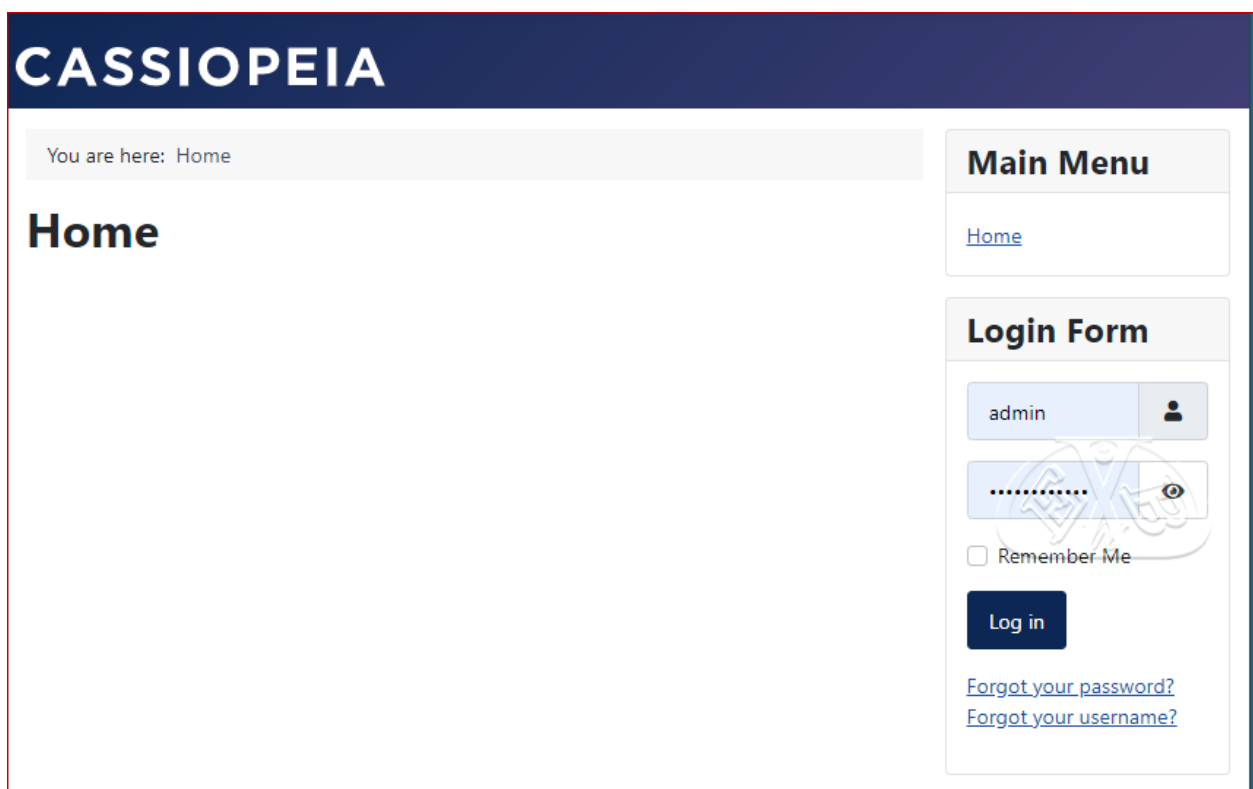 CASSIOPEIA
You are here: Home
Home
Main Menu
Home
Login Form
admin
••••••••••••
Remember Me
Log in
Forgot your password?
Forgot your username?